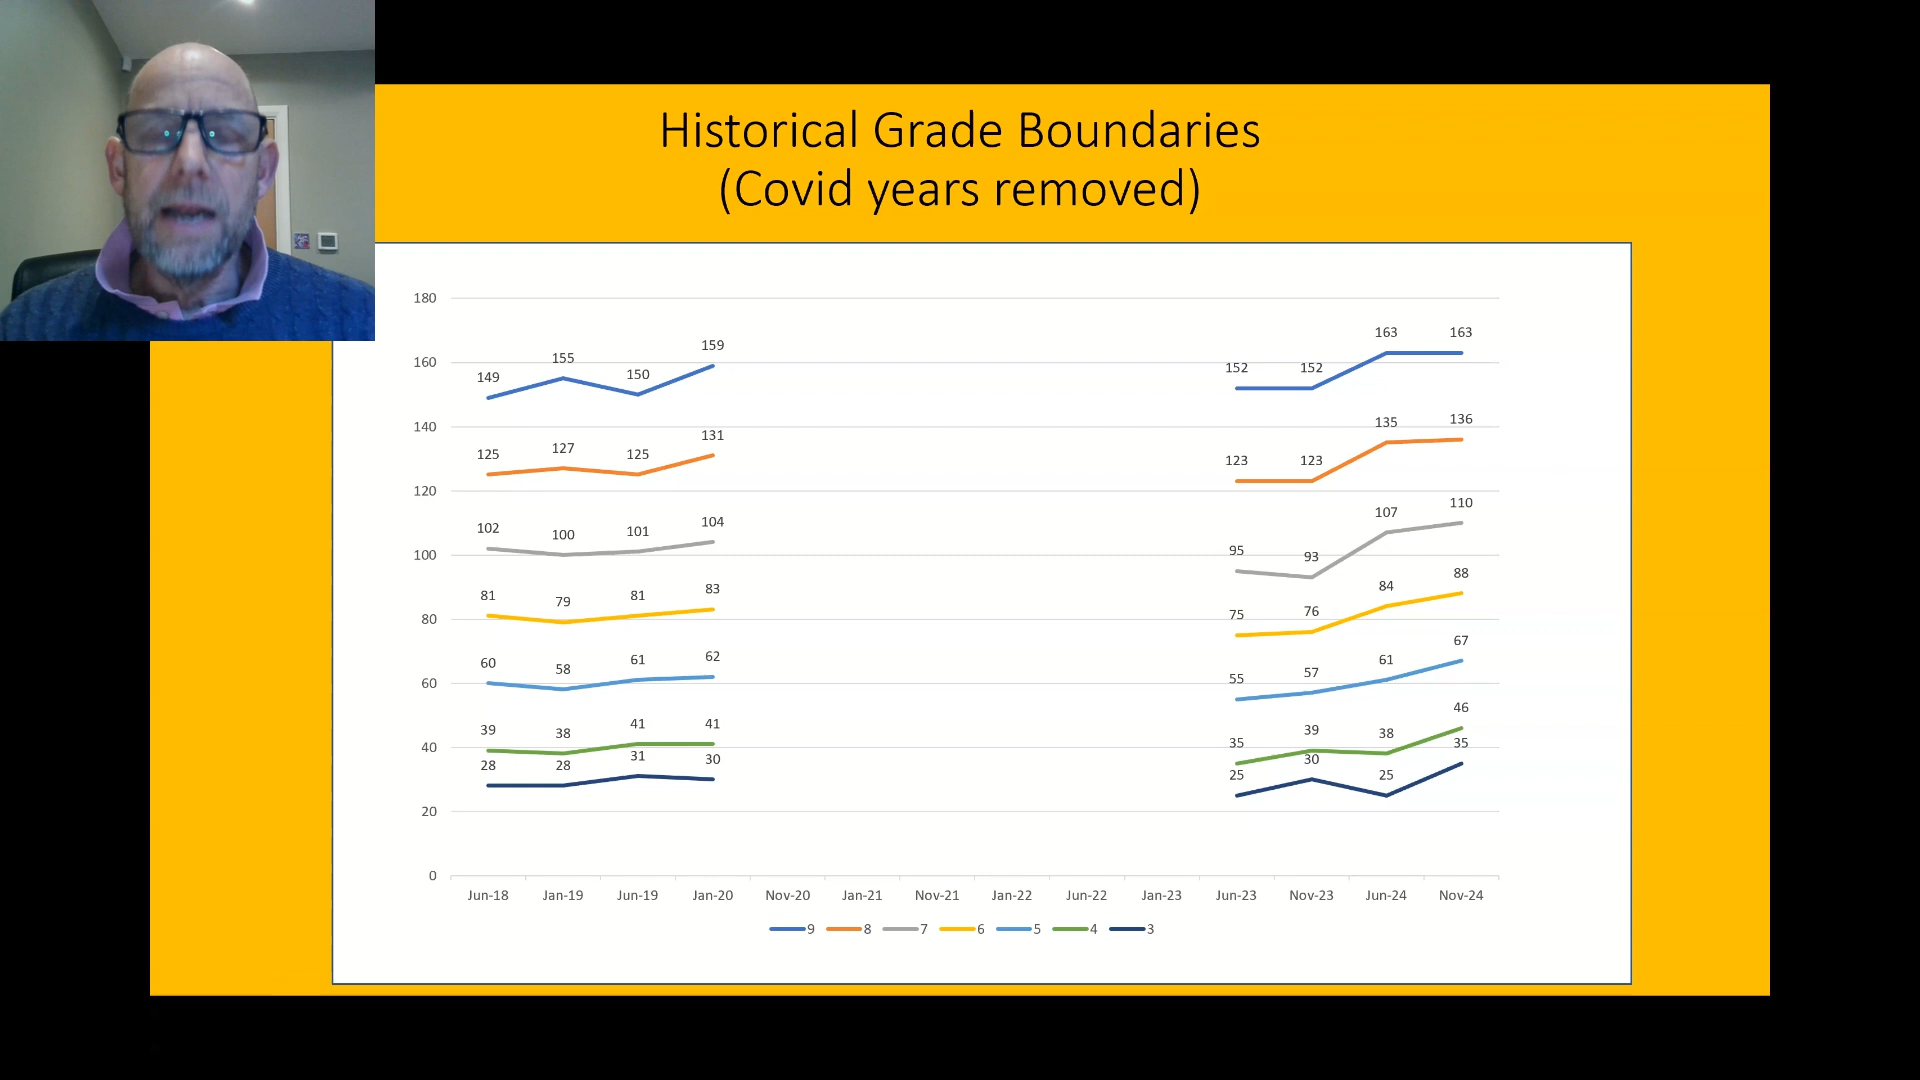 Historical Grade Boundaries
(Covid years removed)
180
160
140
120
100
80
60
40
20
0
149 155 150 159 152 152 163 163
125 127 125 131 123 123 135 136
102 100 101 104 95 93 107 110
81 79 81 83 75 76 84 88
60 58 61 62 55 57 61 67
39 38 41 41 35 39 38 46
28 28 31 30 25 30 25 35
Jun-18 Jan-19 Jun-19 Jan-20 Nov-20 Jan-21 Nov-21 Jan-22 Jun-22 Jan-23 Jun-23 Nov-23 Jun-24 Nov-24
9 8 7 6 5 4 3